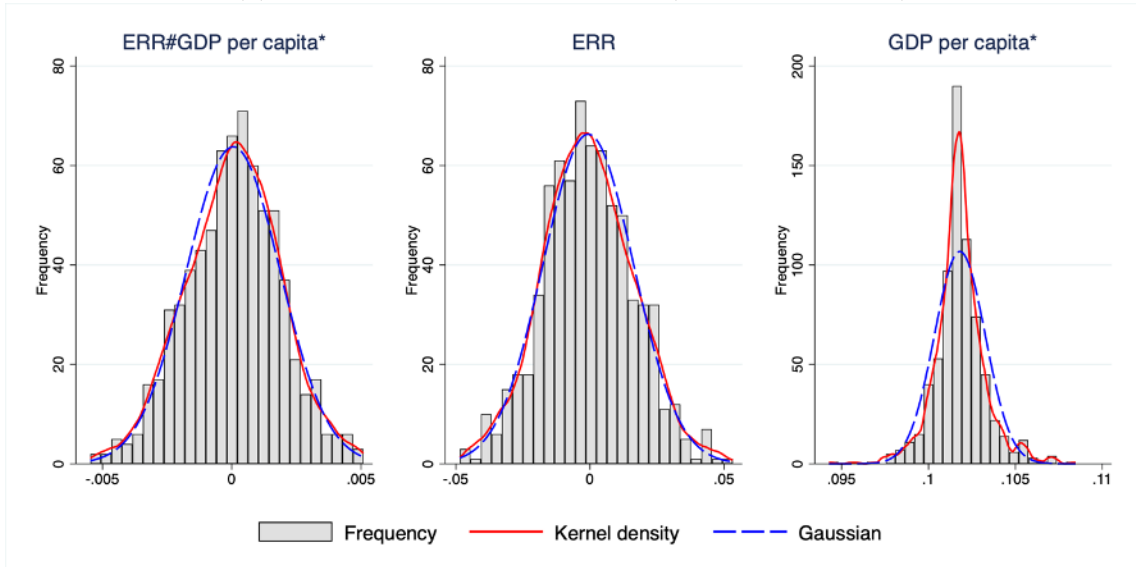 ERR#GDP per capita*
ERR
GDP per capita*
Frequency
80
60
40
20
0
-.005
0
.005
Frequency
80
60
40
20
0
-.05
0
.05
Frequency
200
150
100
50
0
.095
.1
.105
.11
Frequency
Kernel density
Gaussian